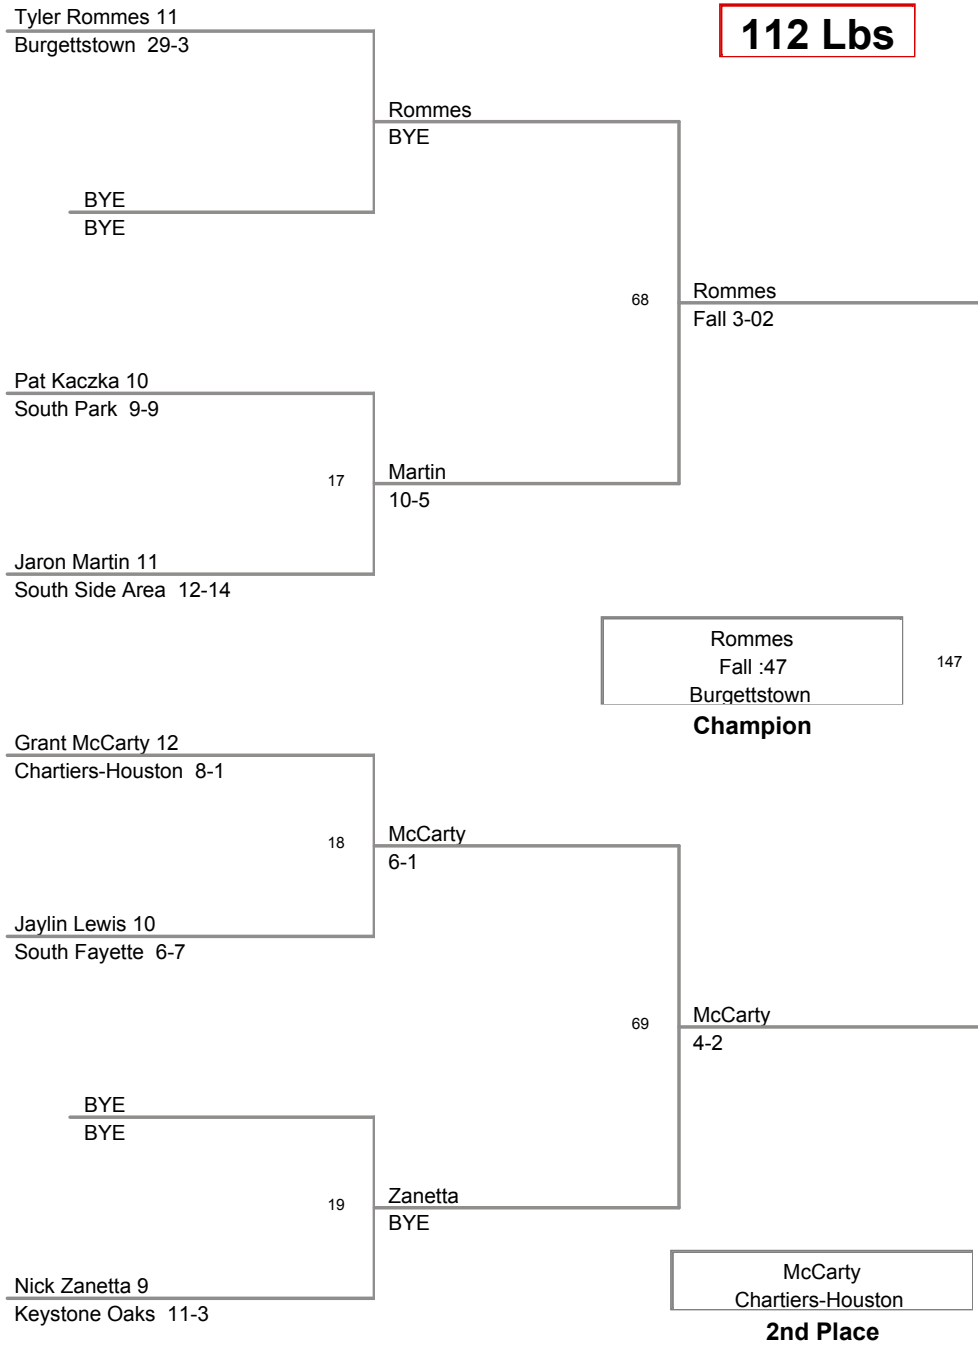 Tyler Rommes 11
Burgettstown  29-3
112 Lbs
Rommes
BYE
BYE
BYE
68
Rommes
Fall 3-02
Pat Kaczka 10
South Park  9-9
17
Martin
10-5
Jaron Martin 11
South Side Area  12-14
Rommes
Fall :47
Burgettstown
147
Champion
Grant McCarty 12
Chartiers-Houston  8-1
18
McCarty
6-1
Jaylin Lewis 10
South Fayette  6-7
69
McCarty
4-2
BYE
BYE
19
Zanetta
BYE
Nick Zanetta 9
Keystone Oaks  11-3
McCarty
Chartiers-Houston
2nd Place